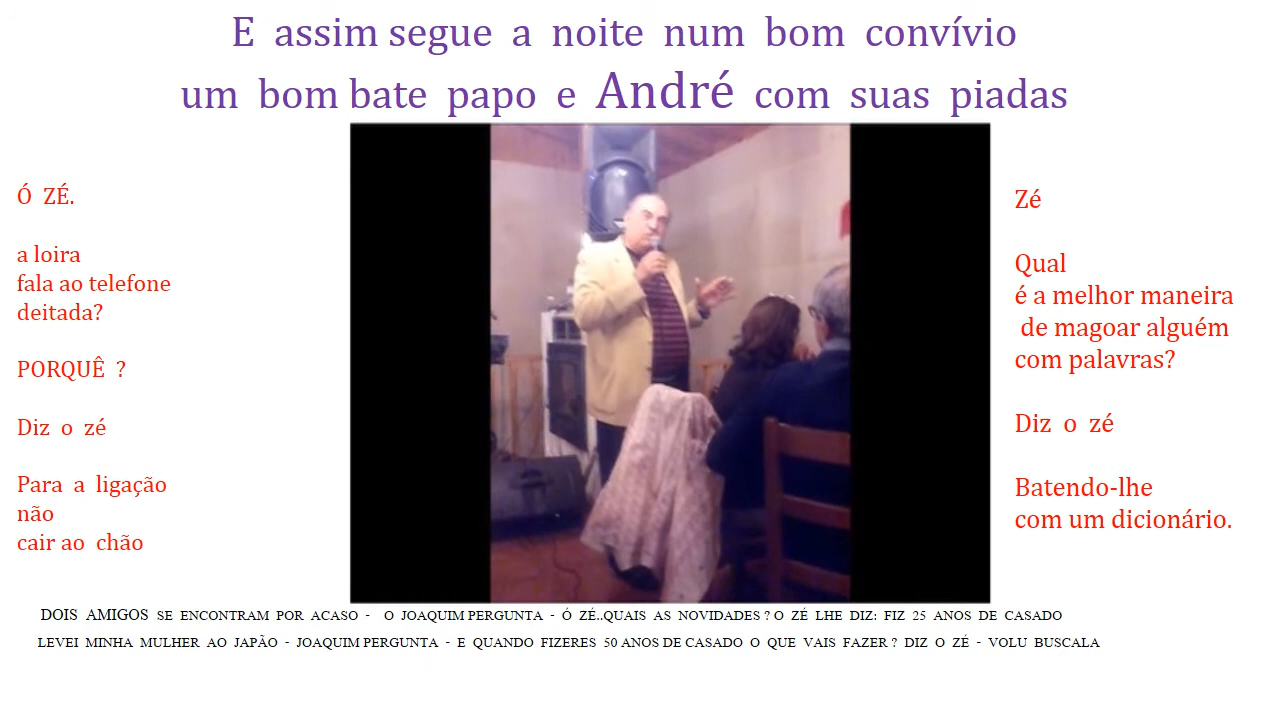 E assim segue a noite num bom convívio
um bom bate papo e André com suas piadas
Ó ZÉ.
a loira
fala ao telefone
deitada?
PORQUÊ ?
Diz o zé
Para a ligação
não
cair ao chão
Zé
Qual
é a melhor maneira
de magoar alguém
com palavras?
Diz o zé
Batendo-lhe
com um dicionário.
DOIS AMIGOS SE ENCONTRAM POR ACASO - O JOAQUIM PERGUNTA - Ó ZÉ..QUAIS AS NOVIDADES ? O ZÉ LHE DIZ: FIZ 25 ANOS DE CASADO
LEVEI MINHA MULHER AO JAPÃO - JOAQUIM PERGUNTA - E QUANDO FIZERES 50 ANOS DE CASADO O QUE VAIS FAZER ? DIZ O ZÉ - VOLU BUSCALA